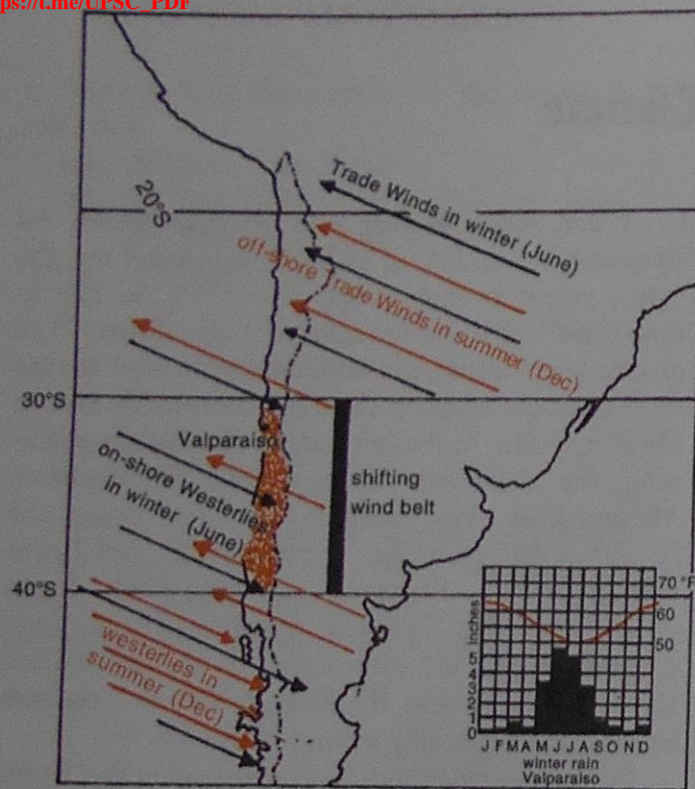 ps://t.me/UPSC_PDF
20°S
Trade Winds in winter (June)
off-shore Trade Winds in summer (Dec)
30°S
Valparaiso
on-shore Westerlies
in winter (June)
shifting
wind belt
40°S
westerlies in
summer (Dec)
70 °F
60
50
Inches
5
4
3
2
1
0
J F M A M J J A S O N D
winter rain
Valparaiso